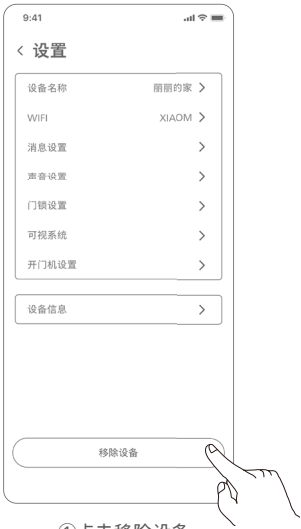 9:41
设置
设备名称 丽丽的家
WIFI XIAOM
消息设置
声音设置
门锁设置
可视系统
开门机设置
设备信息
移除设备
①点击移除设备